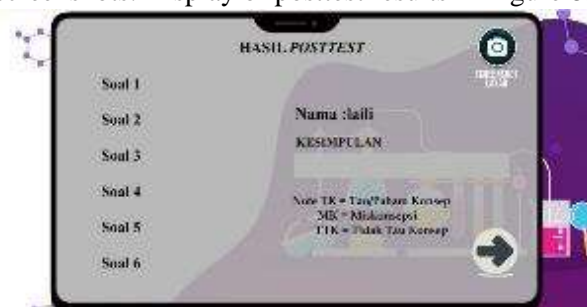 HASIL POSTTEST
Soal 1
Soal 2
Soal 3
Soal 4
Soal 5
Soal 6
Nama :laili
KESIMPULAN
Note TK = Tau/Paham Konsep
MK = Miskonsepsi
TTK = Tidak Tau Konsep